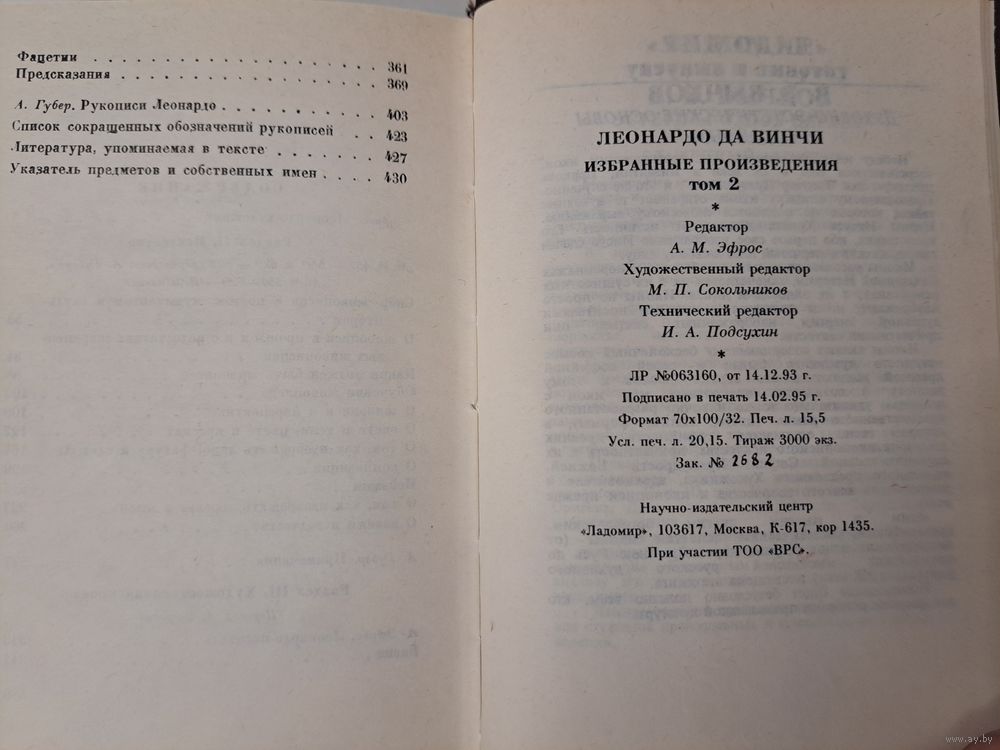 Фацетии . . . . . . . . . . . . . . . . . . 361
Предсказания . . . . . . . . . . . . . . . . 369
А. Губер. Рукописи Леонардо . . . . . . . . . 403
Список сокращенных обозначений рукописей . . . 423
Литература, упоминаемая в тексте . . . . . . . 427
Указатель предметов и собственных имен . . . . 430
ЛЕОНАРДО ДА ВИНЧИ
ИЗБРАННЫЕ ПРОИЗВЕДЕНИЯ
том 2
*
Редактор
А. М. Эфрос
Художественный редактор
М. П. Сокольников
Технический редактор
И. А. Подсухин
*
ЛР №063160, от 14.12.93 г.
Подписано в печать 14.02.95 г.
Формат 70х100/32. Печ. л. 15,5
Усл. печ. л. 20,15. Тираж 3000 экз.
Зак. № 2682
Научно-издательский центр
«Ладомир», 103617, Москва, К-617, кор 1435.
При участии ТОО «ВРС».
www.ay.by